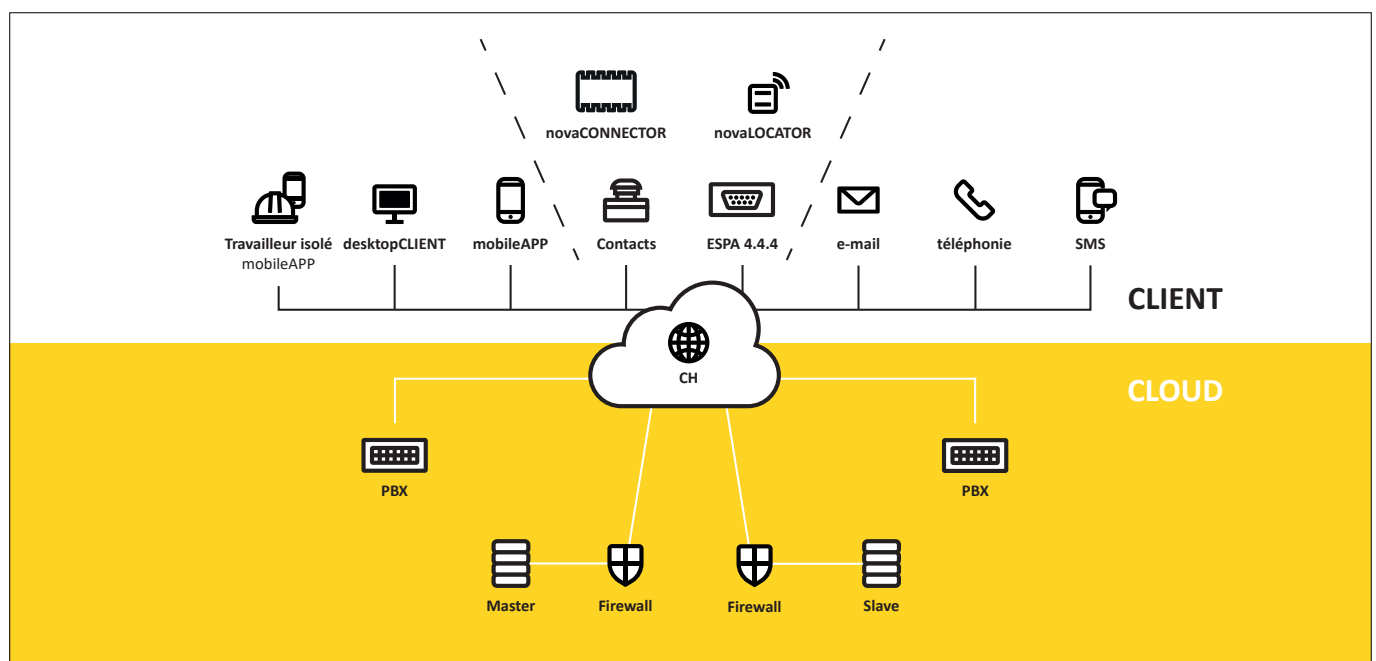 novaCONNECTOR
novaLOCATOR
Travailleur isolé
mobileAPP
desktopCLIENT
mobileAPP
Contacts
ESPA 4.4.4
e-mail
téléphonie
SMS
CLIENT
CH
CLOUD
PBX
PBX
Master
Firewall
Firewall
Slave